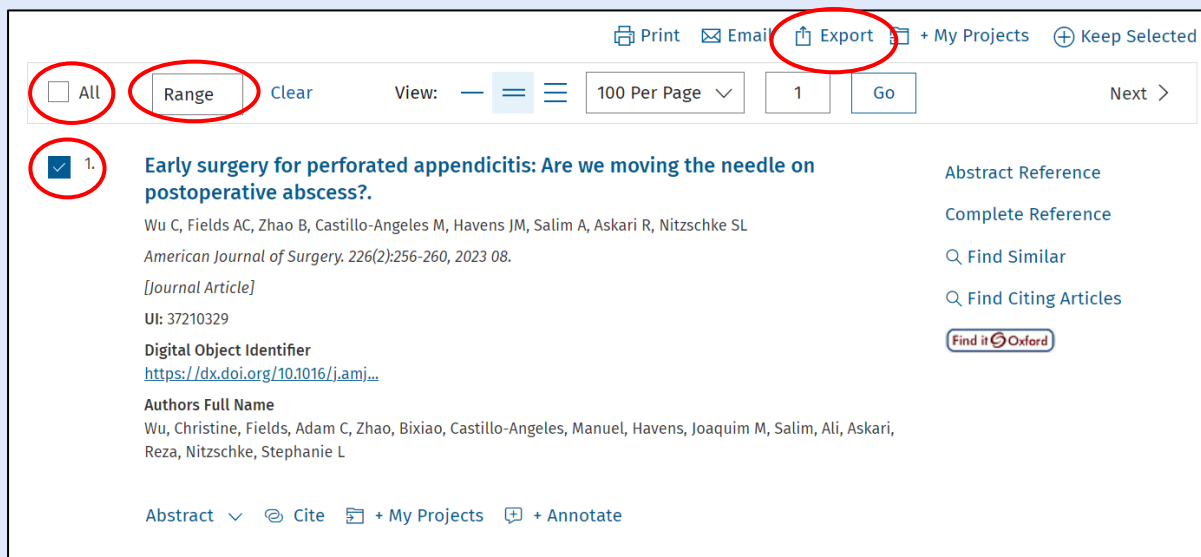 Print Email Export + My Projects Keep Selected
All Range Clear View: 100 Per Page 1 Go Next >
1. Early surgery for perforated appendicitis: Are we moving the needle on
postoperative abscess?.
Wu C, Fields AC, Zhao B, Castillo-Angeles M, Havens JM, Salim A, Askari R, Nitzschke SL
American Journal of Surgery. 226(2):256-260, 2023 08.
[Journal Article]
UI: 37210329
Digital Object Identifier
https://dx.doi.org/10.1016/j.amj...
Authors Full Name
Wu, Christine, Fields, Adam C, Zhao, Bixiao, Castillo-Angeles, Manuel, Havens, Joaquim M, Salim, Ali, Askari,
Reza, Nitzschke, Stephanie L
Abstract Cite + My Projects + Annotate
Abstract Reference
Complete Reference
Find Similar
Find Citing Articles
Find it Oxford